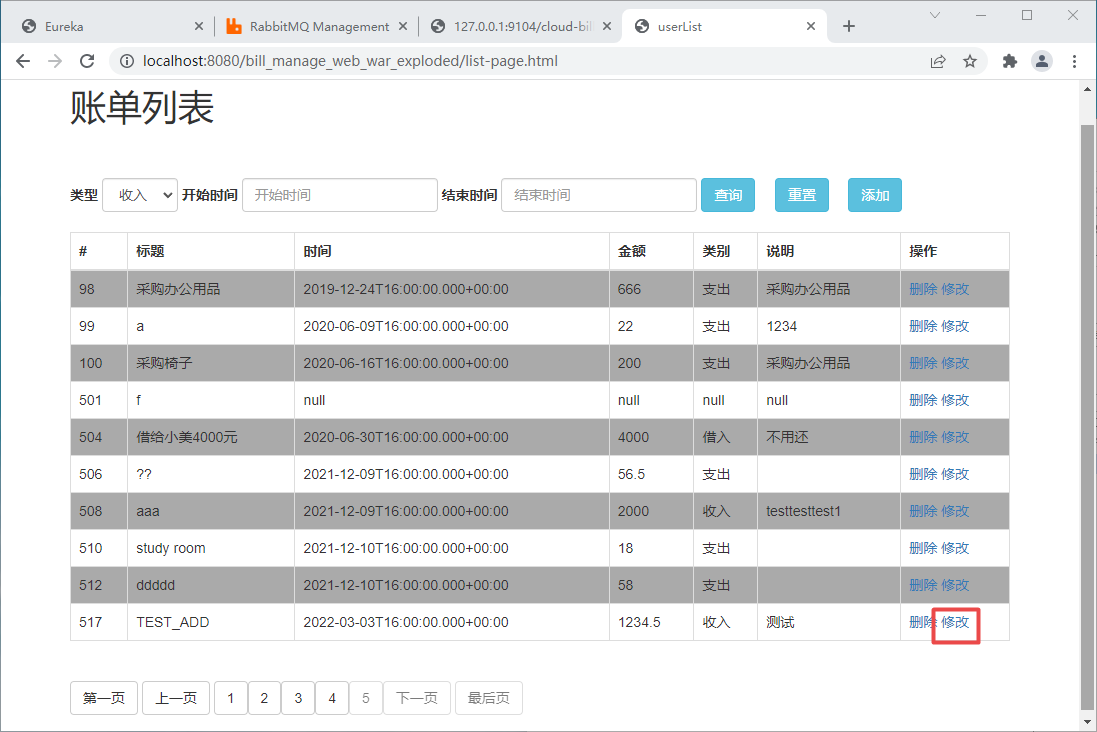 Eureka RabbitMQ Management 127.0.0.1:9104/cloud-bil userList
localhost:8080/bill_manage_web_war_exploded/list-page.html
账单列表
类型 收入 开始时间 开始时间 结束时间 结束时间 查询 重置 添加
# 标题 时间 金额 类别 说明 操作
98 采购办公用品 2019-12-24T16:00:00.000+00:00 666 支出 采购办公用品 删除 修改
99 a 2020-06-09T16:00:00.000+00:00 22 支出 1234 删除 修改
100 采购椅子 2020-06-16T16:00:00.000+00:00 200 支出 采购办公用品 删除 修改
501 f null null null null 删除 修改
504 借给小美4000元 2020-06-30T16:00:00.000+00:00 4000 借入 不用还 删除 修改
506 ?? 2021-12-09T16:00:00.000+00:00 56.5 支出 删除 修改
508 aaa 2021-12-09T16:00:00.000+00:00 2000 收入 testtesttest1 删除 修改
510 study room 2021-12-10T16:00:00.000+00:00 18 支出 删除 修改
512 ddddd 2021-12-10T16:00:00.000+00:00 58 支出 删除 修改
517 TEST_ADD 2022-03-03T16:00:00.000+00:00 1234.5 收入 测试 删除 修改
第一页 上一页 1 2 3 4 5 下一页 最后页